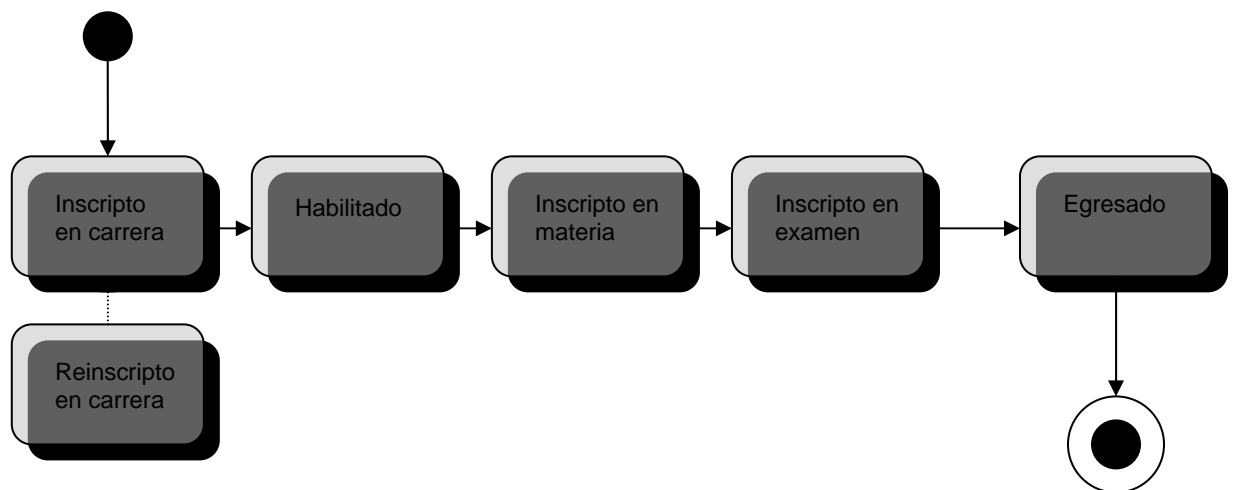 Inscripto
en carrera
Habilitado
Inscripto en
materia
Inscripto en
examen
Egresado
Reinscripto
en carrera